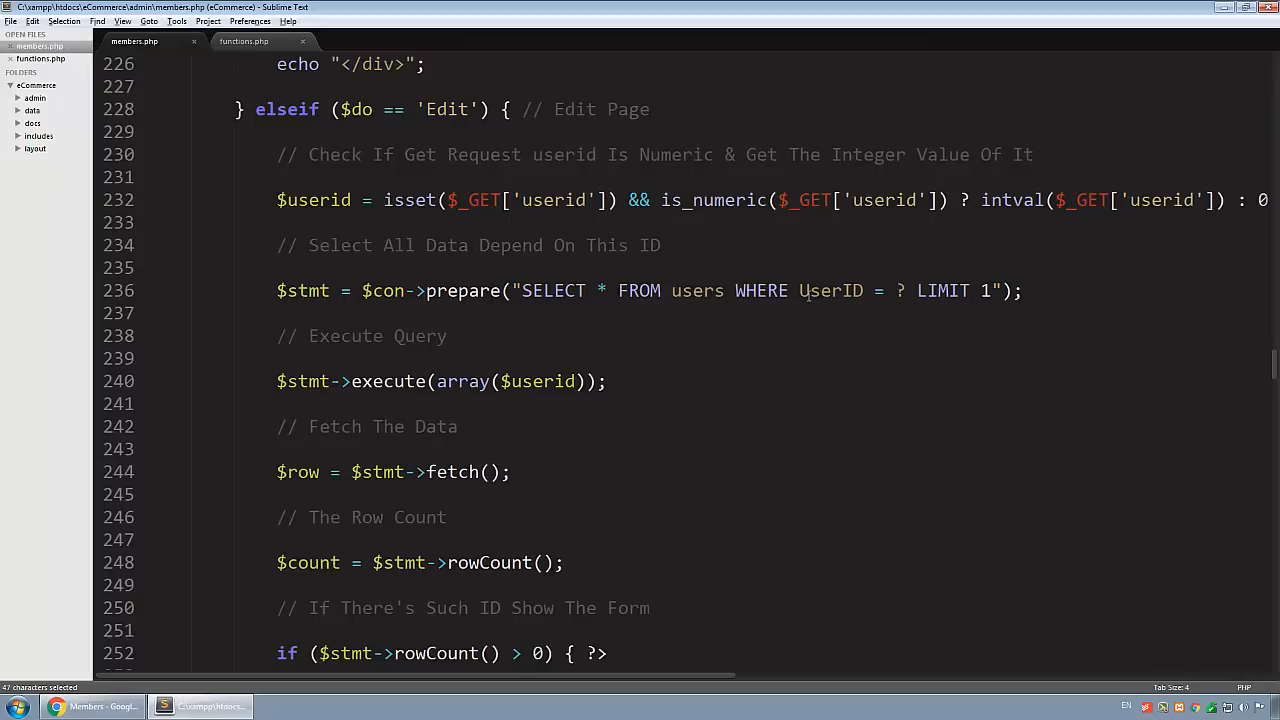 C:\xampp\htdocs\eCommerce\admin\members.php (eCommerce) - Sublime Text
File Edit Selection Find View Goto Tools Project Preferences Help
OPEN FILES
members.php
functions.php
FOLDERS
eCommerce
admin
data
docs
includes
layout
members.php
functions.php
226 echo "</div>";
227
228 } elseif ($do == 'Edit') { // Edit Page
229
230 // Check If Get Request userid Is Numeric & Get The Integer Value Of It
231
232 $userid = isset($_GET['userid']) && is_numeric($_GET['userid']) ? intval($_GET['userid']) : 0
233
234 // Select All Data Depend On This ID
235
236 $stmt = $con->prepare("SELECT * FROM users WHERE UserID = ? LIMIT 1");
237
238 // Execute Query
239
240 $stmt->execute(array($userid));
241
242 // Fetch The Data
243
244 $row = $stmt->fetch();
245
246 // The Row Count
247
248 $count = $stmt->rowCount();
249
250 // If There's Such ID Show The Form
251
252 if ($stmt->rowCount() > 0) { ?>
47 characters selected
Tab Size: 4
PHP
Members - Googl...
C:\xampp\htdocs...
EN